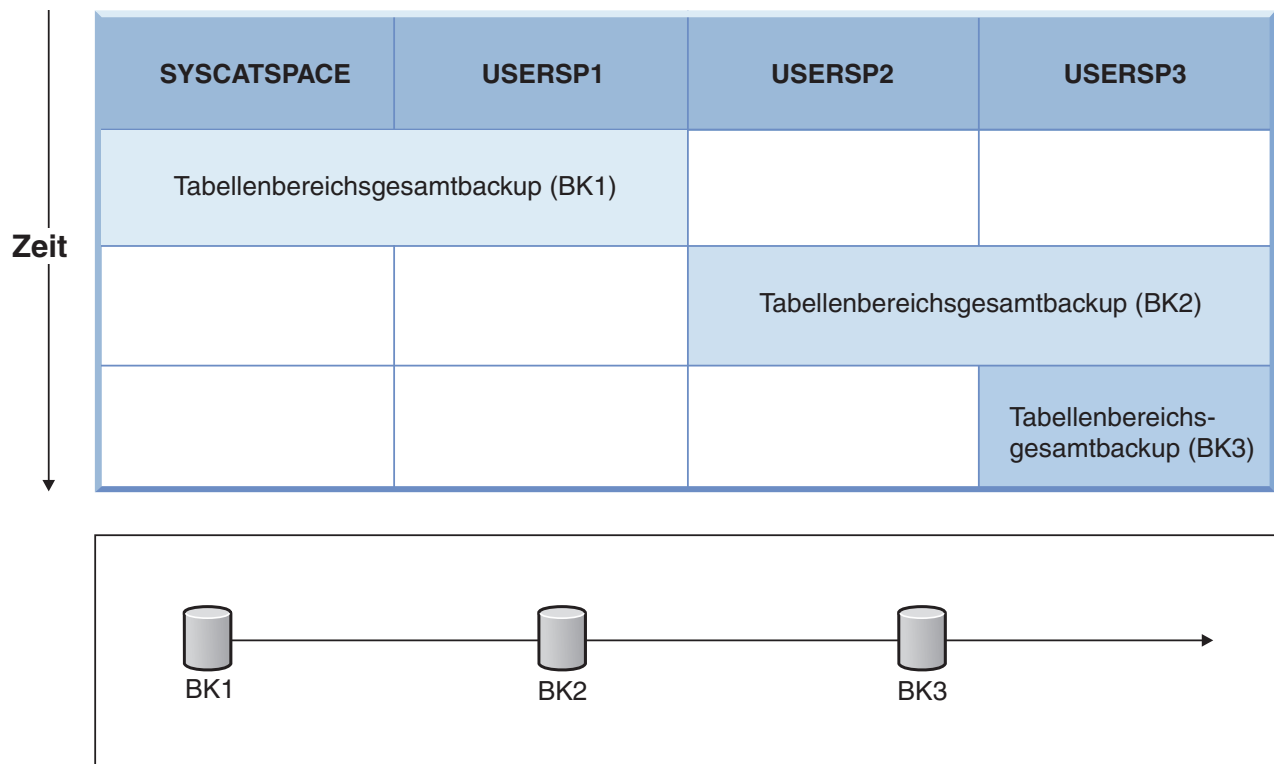 SYSCATSPACE USERSP1 USERSP2 USERSP3
Tabellenbereichsgesamtbackup (BK1)
Zeit
Tabellenbereichsgesamtbackup (BK2)
Tabellenbereichs-
gesamtbackup (BK3)
BK1 BK2 BK3